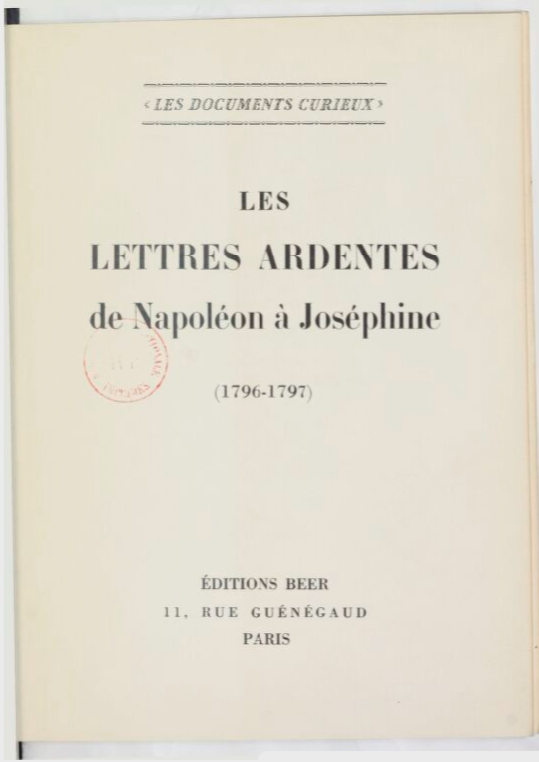 ‹ LES DOCUMENTS CURIEUX ›
LES
LETTRES ARDENTES
de Napoléon à Joséphine
(1796-1797)
ÉDITIONS BEER
11, RUE GUÉNÉGAUD
PARIS